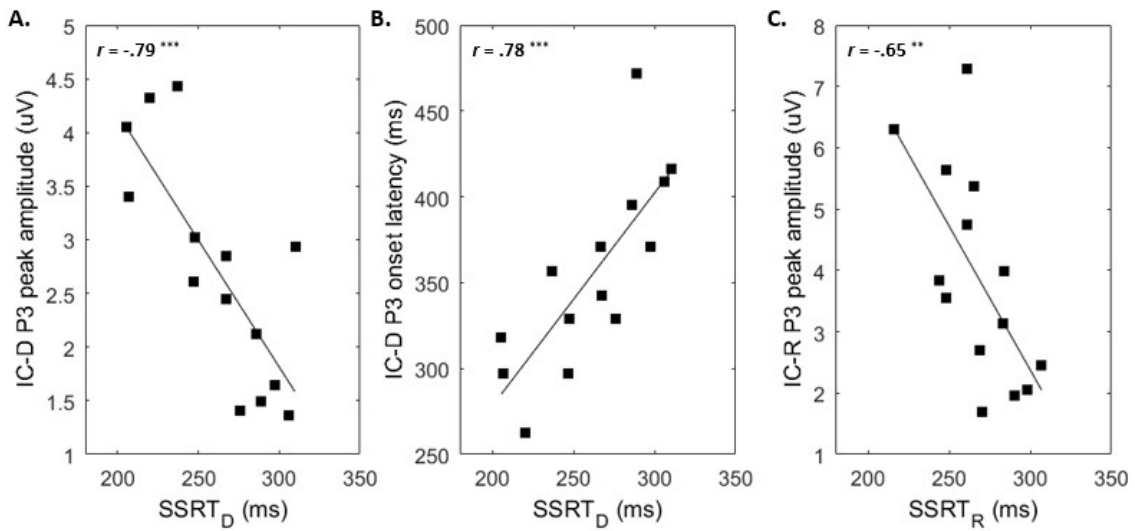 A.
r = -.79 ***
5
4.5
4
3.5
3
2.5
2
1.5
1
IC-D P3 peak amplitude (uV)
200 250 300 350
SSRT_D (ms)
B.
r = .78 ***
500
450
400
350
300
250
IC-D P3 onset latency (ms)
200 250 300 350
SSRT_D (ms)
C.
r = -.65 **
8
7
6
5
4
3
2
1
IC-R P3 peak amplitude (uV)
200 250 300 350
SSRT_R (ms)